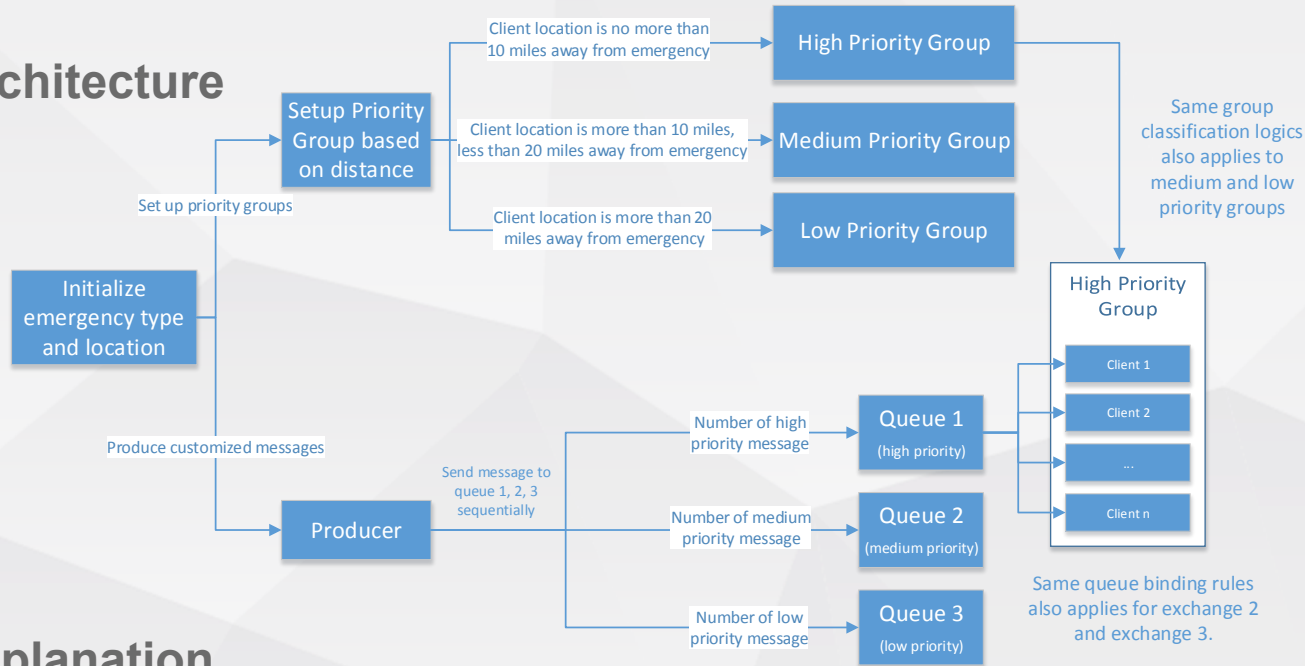 chitecture
Client location is no more than
10 miles away from emergency
High Priority Group
Setup Priority
Group based
on distance
Client location is more than 10 miles,
less than 20 miles away from emergency
Medium Priority Group
Same group
classification logics
also applies to
medium and low
priority groups
Set up priority groups
Client location is more than 20
miles away from emergency
Low Priority Group
Initialize
emergency type
and location
High Priority
Group
Client 1
Client 2
...
Client n
Produce customized messages
Number of high
priority message
Queue 1
(high priority)
Send message to
queue 1, 2, 3
sequentially
Producer
Number of medium
priority message
Queue 2
(medium priority)
Same queue binding rules
also applies for exchange 2
and exchange 3.
Number of low
priority message
Queue 3
(low priority)
planation